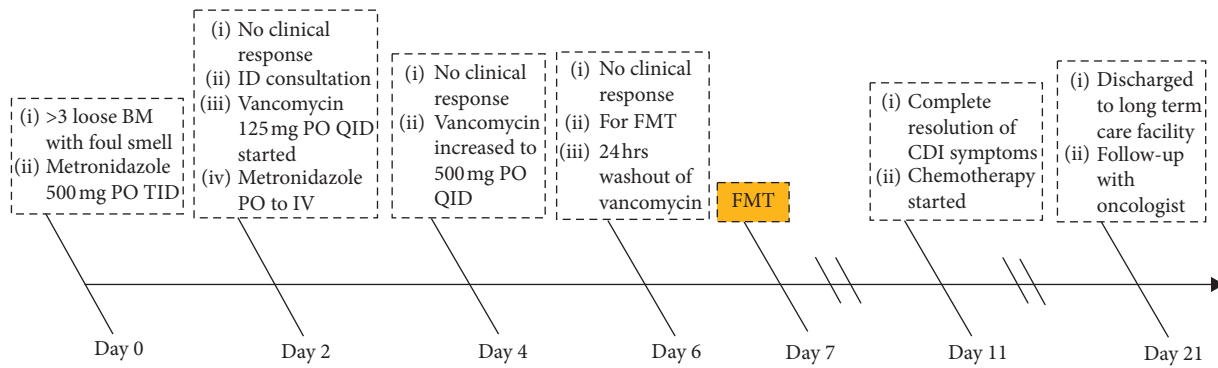 (i) >3 loose BM
with foul smell
(ii) Metronidazole
500 mg PO TID
(i) No clinical
response
(ii) ID consultation
(iii) Vancomycin
125 mg PO QID
started
(iv) Metronidazole
PO to IV
(i) No clinical
response
(ii) Vancomycin
increased to
500 mg PO
QID
(i) No clinical
response
(ii) For FMT
(iii) 24 hrs
washout of
vancomycin
FMT
(i) Complete
resolution of
CDI symptoms
(ii) Chemotherapy
started
(i) Discharged
to long term
care facility
(ii) Follow-up
with
oncologist
Day 0
Day 2
Day 4
Day 6
Day 7
Day 11
Day 21